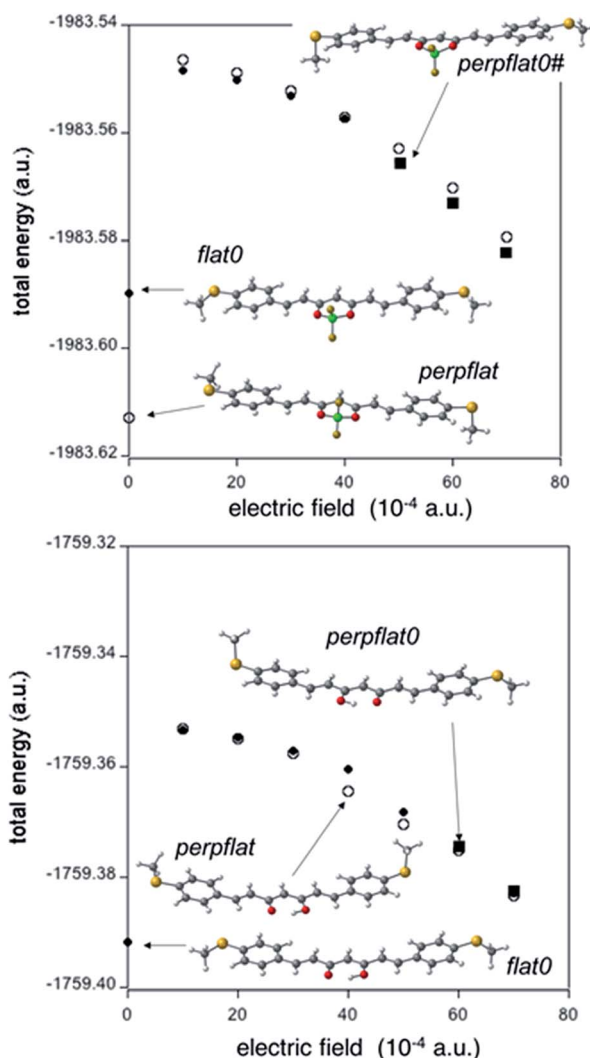 -1983.54
perpflat0#
-1983.56
total energy (a.u.)
-1983.58
flat0
-1983.60
perpflat
-1983.62
0 20 40 60 80
electric field (10-4 a.u.)
-1759.32
perpflat0
-1759.34
total energy (a.u.)
-1759.36
perpflat
-1759.38
flat0
-1759.40
0 20 40 60 80
electric field (10-4 a.u.)